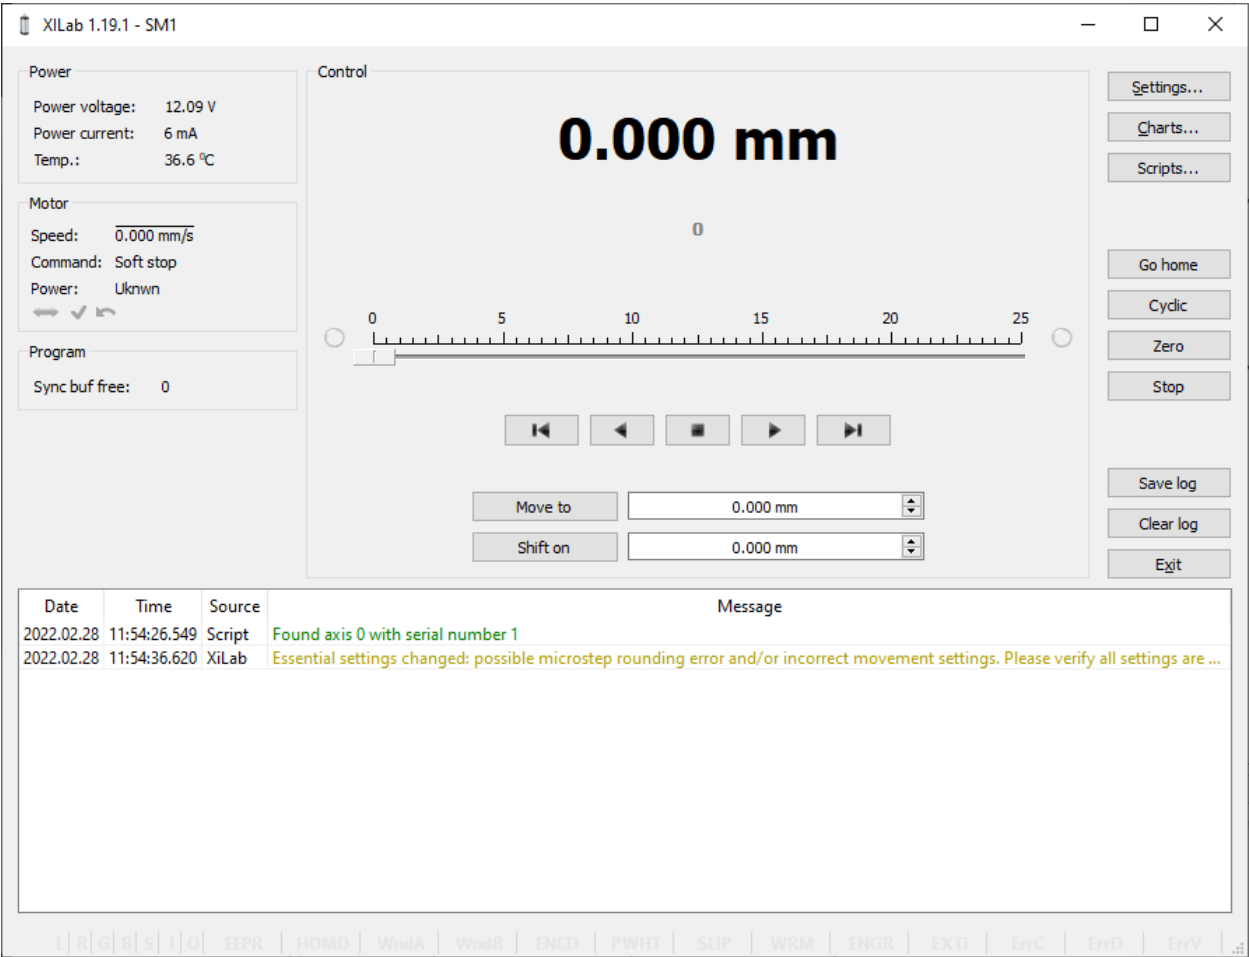 XILab 1.19.1 - SM1
Power
Power voltage: 12.09 V
Power current: 6 mA
Temp.: 36.6 ⁰C
Motor
Speed: 0.000 mm/s
Command: Soft stop
Power: Uknwn
Program
Sync buf free: 0
Control
0.000 mm
0
0 5 10 15 20 25
Move to 0.000 mm
Shift on 0.000 mm
Settings...
Charts...
Scripts...
Go home
Cyclic
Zero
Stop
Save log
Clear log
Exit
Date Time Source Message
2022.02.28 11:54:26.549 Script Found axis 0 with serial number 1
2022.02.28 11:54:36.620 XiLab Essential settings changed: possible microstep rounding error and/or incorrect movement settings. Please verify all settings are ...
L R G B S I O EEPR HOMD WndA WndB ENCD PWHT SLIP WRM ENGR EXTi ErrC ErrD ErrV